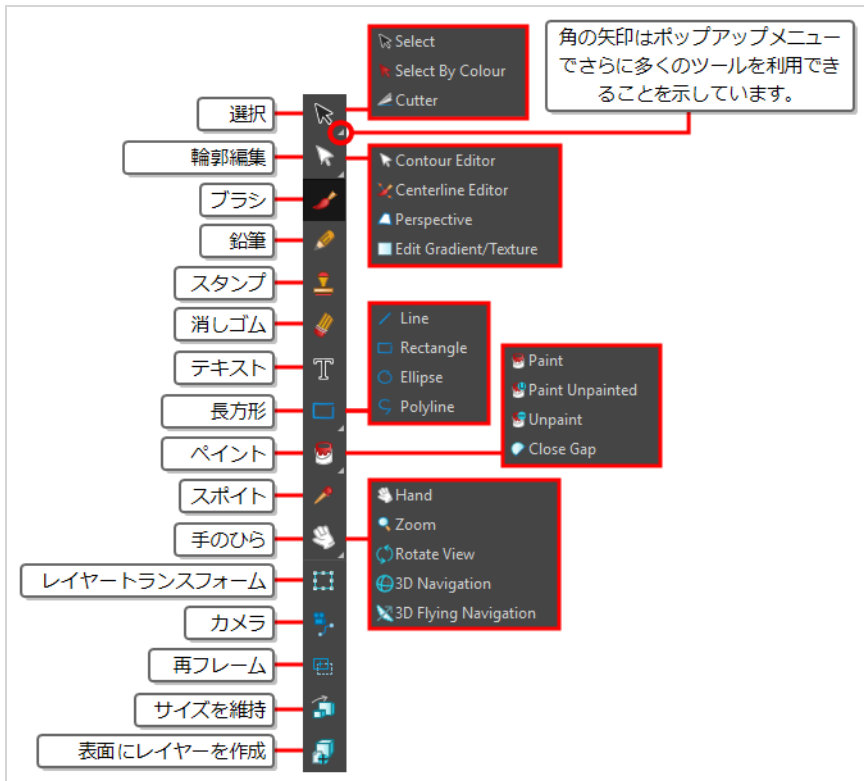 Select
Select By Colour
Cutter
角の矢印はポップアップメニュー
でさらに多くのツールを利用でき
ることを示しています。
選択
輪郭編集
ブラシ
鉛筆
スタンプ
消しゴム
テキスト
長方形
ペイント
スポイト
手のひら
レイヤートランスフォーム
カメラ
再フレーム
サイズを維持
表面にレイヤーを作成
Contour Editor
Centerline Editor
Perspective
Edit Gradient/Texture
Line
Rectangle
Ellipse
Polyline
Paint
Paint Unpainted
Unpaint
Close Gap
Hand
Zoom
Rotate View
3D Navigation
3D Flying Navigation